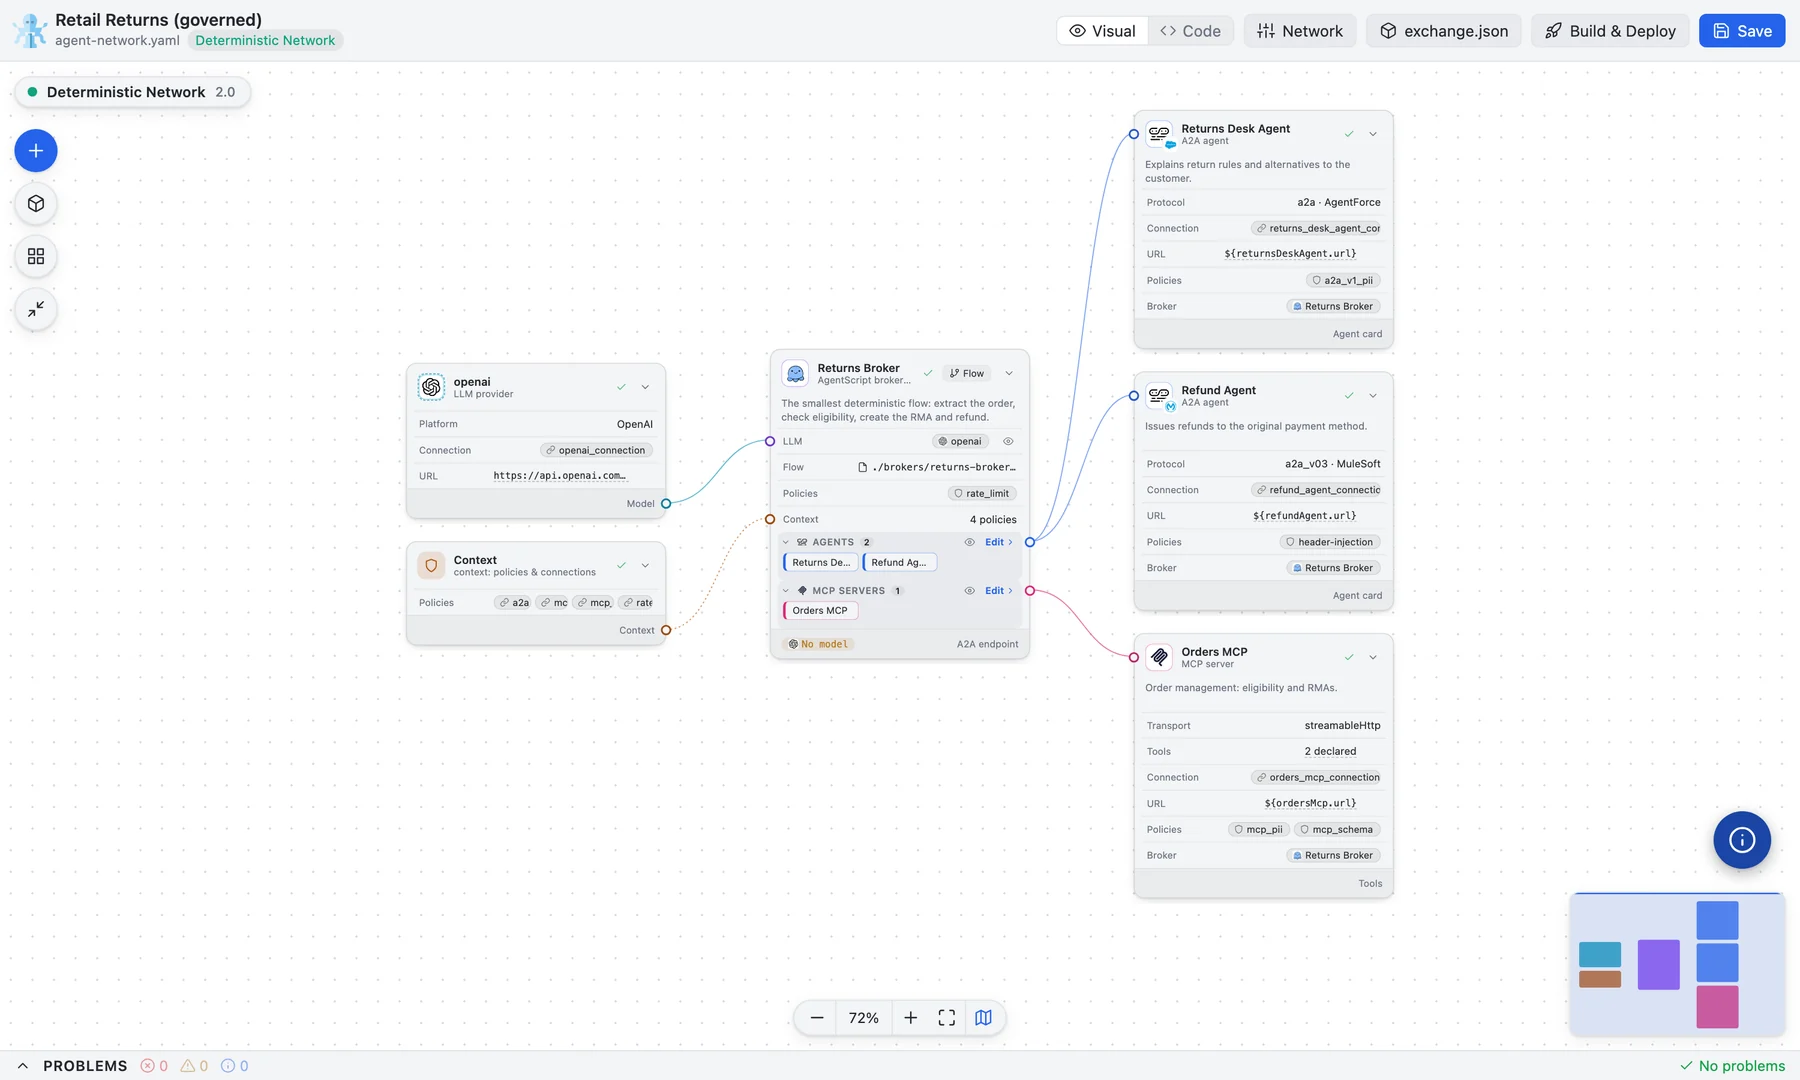 Retail Returns (governed)
agent-network.yaml Deterministic Network
Visual Code Network exchange.json Build & Deploy Save
Deterministic Network 2.0
openai
LLM provider
Platform OpenAI
Connection openai_connection
URL https://api.openai.com…
Model
Context
context: policies & connections
Policies a2a mc mcp_ rate
Context
Returns Broker
AgentScript broker...
Flow
The smallest deterministic flow: extract the order,
check eligibility, create the RMA and refund.
LLM openai
Flow ./brokers/returns-broker…
Policies rate_limit
Context 4 policies
AGENTS 2 Edit
Returns De... Refund Ag...
MCP SERVERS 1 Edit
Orders MCP
No model A2A endpoint
Returns Desk Agent
A2A agent
Explains return rules and alternatives to the
customer.
Protocol a2a · AgentForce
Connection returns_desk_agent_cor
URL ${returnsDeskAgent.url}
Policies a2a_v1_pii
Broker Returns Broker
Agent card
Refund Agent
A2A agent
Issues refunds to the original payment method.
Protocol a2a_v03 · MuleSoft
Connection refund_agent_connectic
URL ${refundAgent.url}
Policies header-injection
Broker Returns Broker
Agent card
Orders MCP
MCP server
Order management: eligibility and RMAs.
Transport streamableHttp
Tools 2 declared
Connection orders_mcp_connection
URL ${ordersMcp.url}
Policies mcp_pii mcp_schema
Broker Returns Broker
Tools
72%
PROBLEMS 0 0 0
No problems